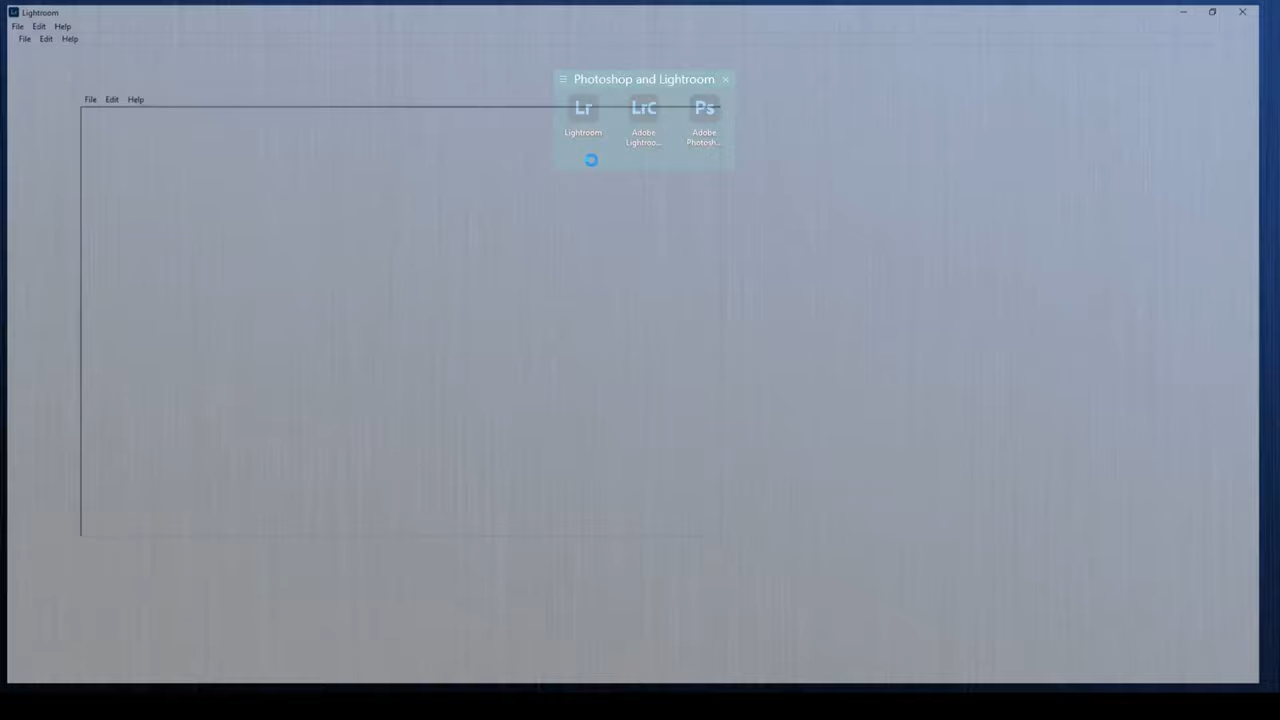 Lightroom
File Edit Help
File Edit Help
Photoshop and Lightroom
File Edit Help
Lr LrC Ps
Lightroom Adobe Lightroo... Adobe Photosh...